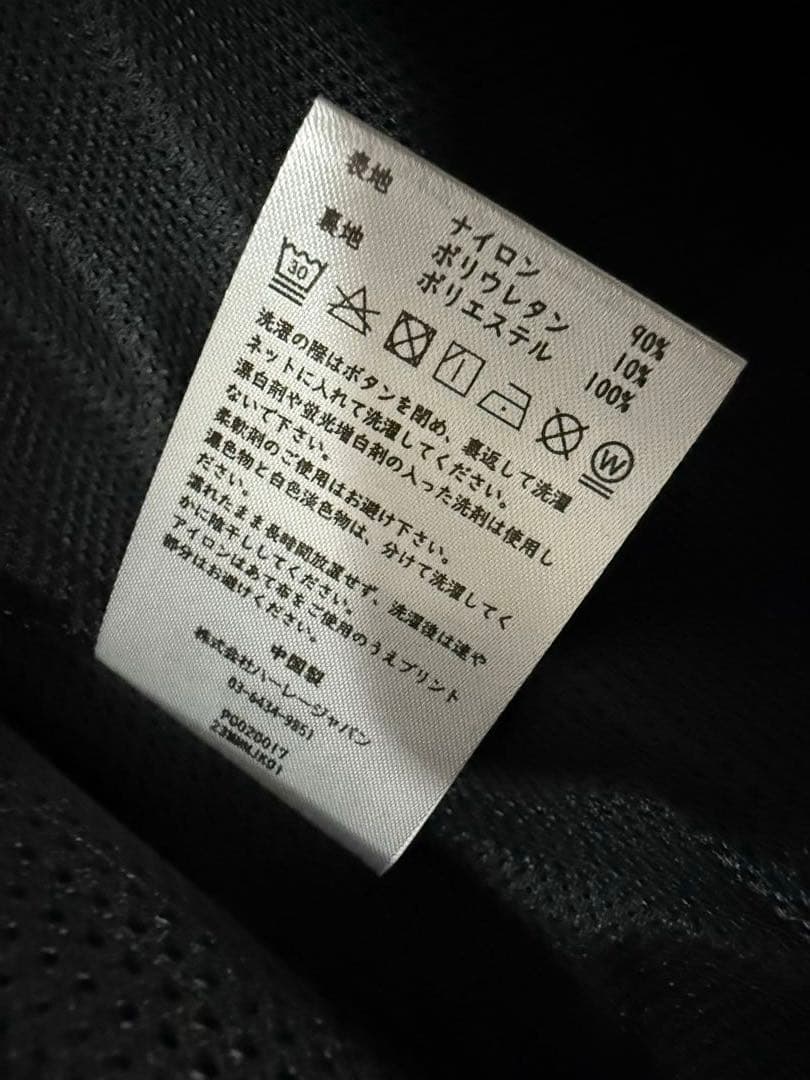 表地 ナイロン 90%
ポリウレタン 10%
裏地 ポリエステル 100%
30
W
洗濯の際はボタンを閉め、裏返して洗濯
ネットに入れて洗濯してください。
漂白剤や蛍光増白剤の入った洗剤は使用し
ないで下さい。
柔軟剤のご使用はお避け下さい。
濃色物と白色淡色物は、分けて洗濯してく
ださい。
濡れたまま長時間放置せず、洗濯後は速や
かに陰干ししてください。
アイロンはあて布をご使用のうえプリント
部分はお避けください。
中国製
株式会社ハーレージャパン
03-6434-9851
PO020017